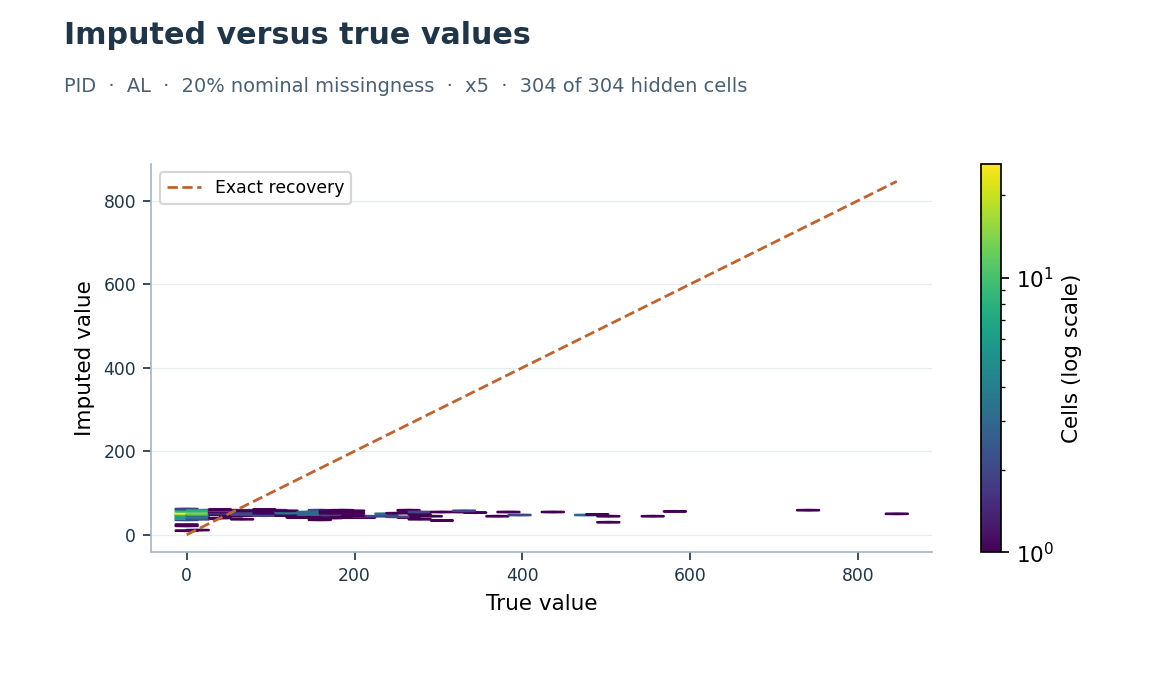 Imputed versus true values
PID · AL · 20% nominal missingness · x5 · 304 of 304 hidden cells
Exact recovery
800
600
400
200
0
Imputed value
0 200 400 600 800
True value
10¹
10⁰
Cells (log scale)